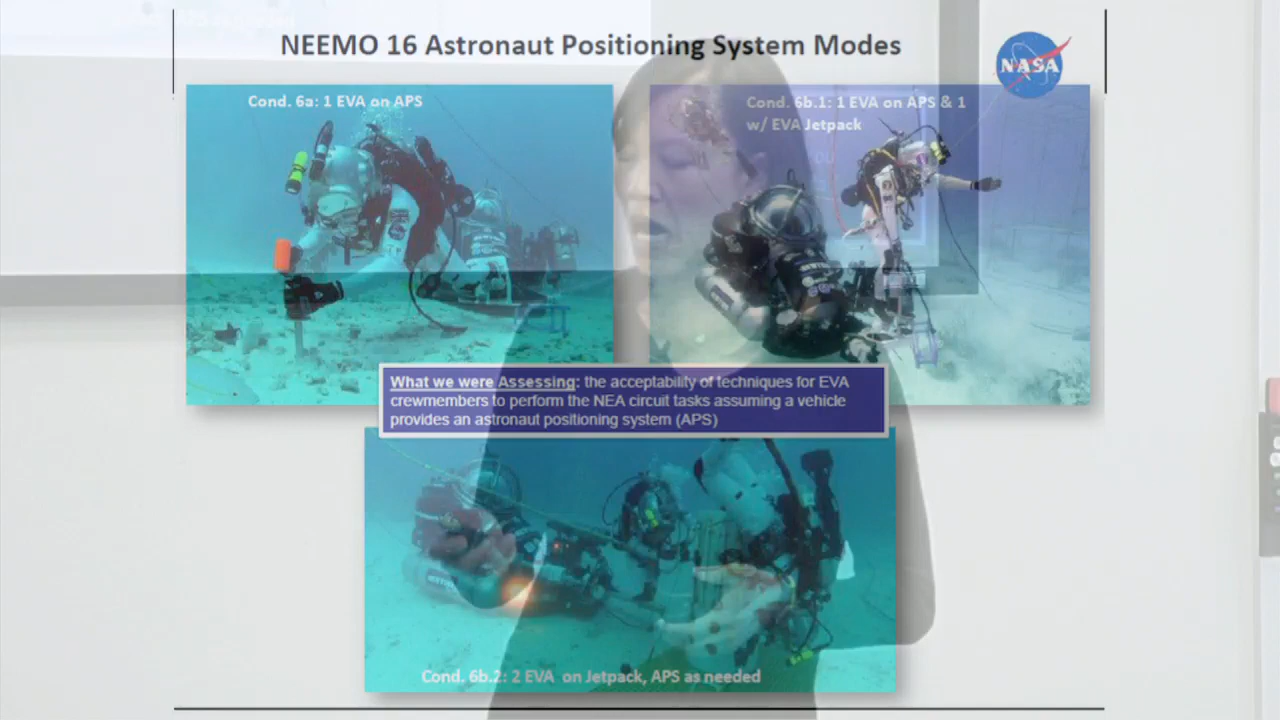 NEEMO 16 Astronaut Positioning System Modes
NASA
Cond. 6a: 1 EVA on APS
Cond. 6b.1: 1 EVA on APS & 1
w/ EVA Jetpack
What we were Assessing: the acceptability of techniques for EVA
crewmembers to perform the NEA circuit tasks assuming a vehicle
provides an astronaut positioning system (APS)
Cond. 6b.2: 2 EVA on Jetpack, APS as needed